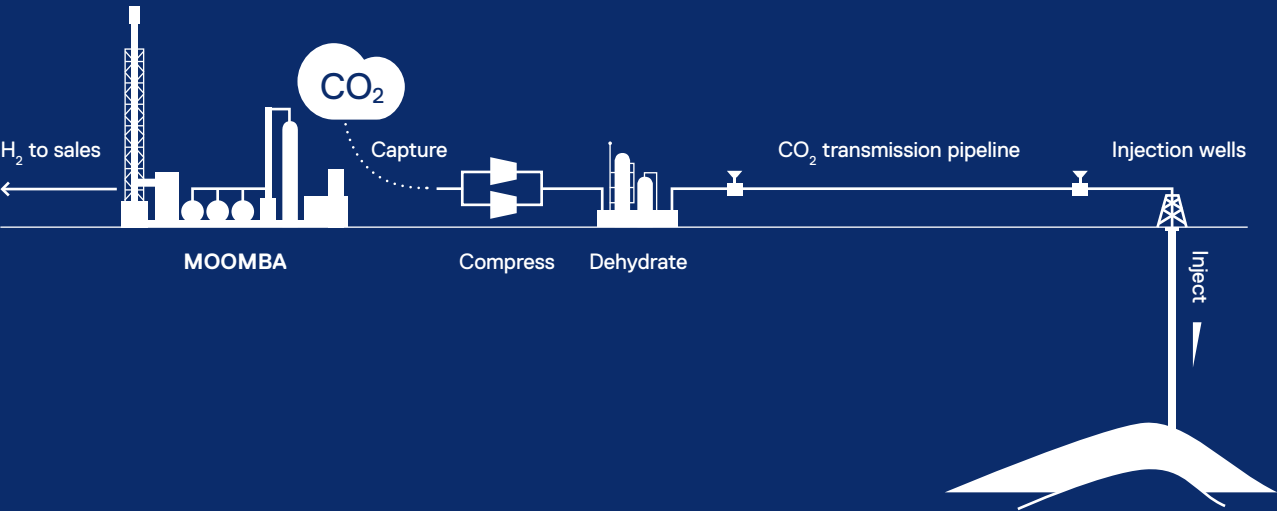 CO₂
H₂ to sales
Capture
CO₂ transmission pipeline
Injection wells
MOOMBA
Compress
Dehydrate
Inject